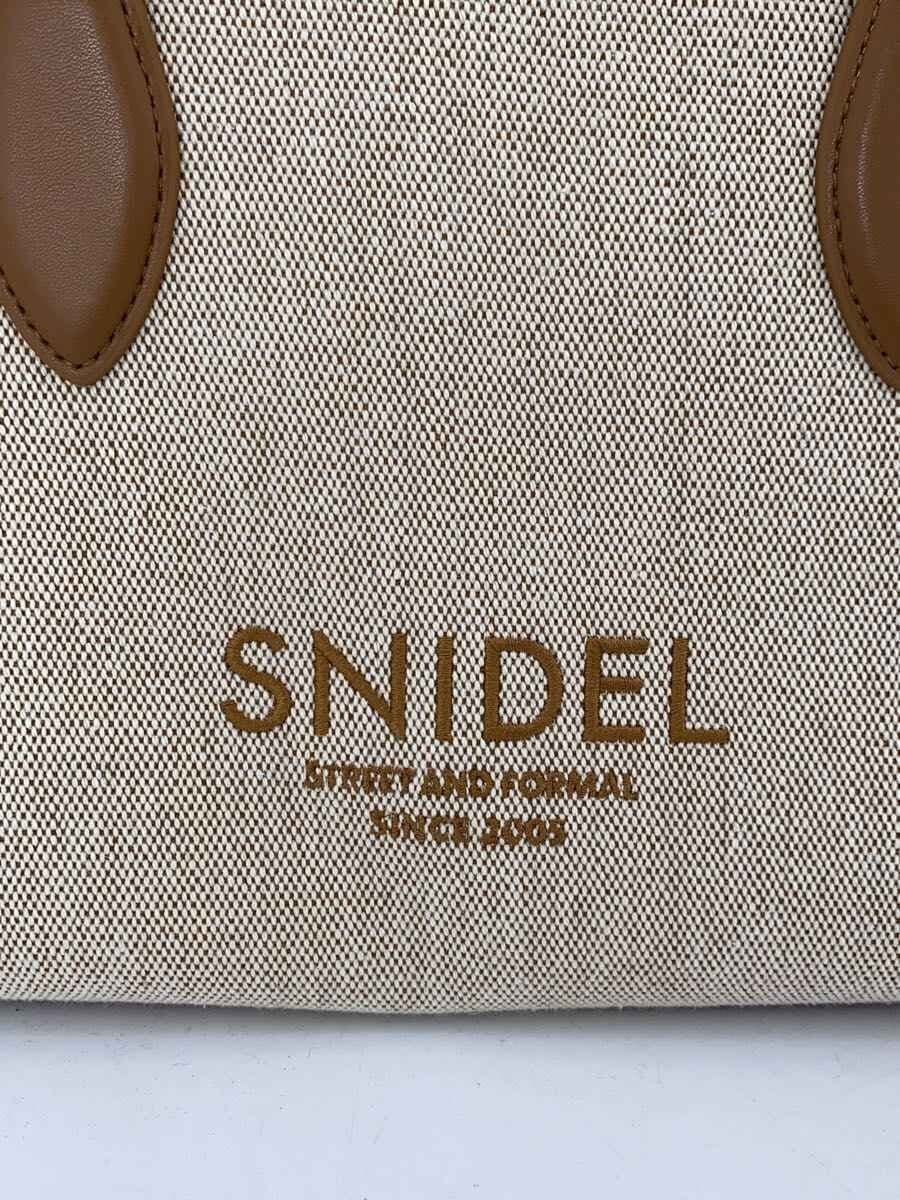 SNIDEL
STREET AND FORMAL
SINCE 2005